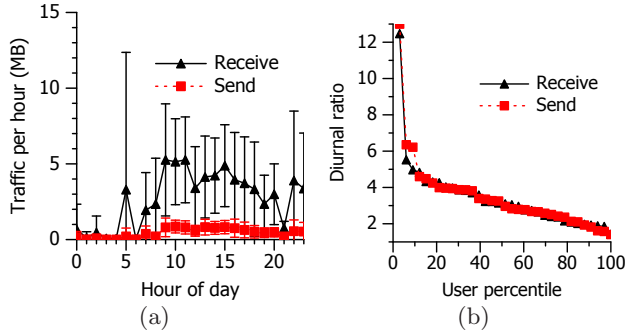 15
10
5
0
Traffic per hour (MB)
Receive
Send
0 5 10 15 20
Hour of day
(a)
12
10
8
6
4
2
Diurnal ratio
Receive
Send
0 20 40 60 80 100
User percentile
(b)